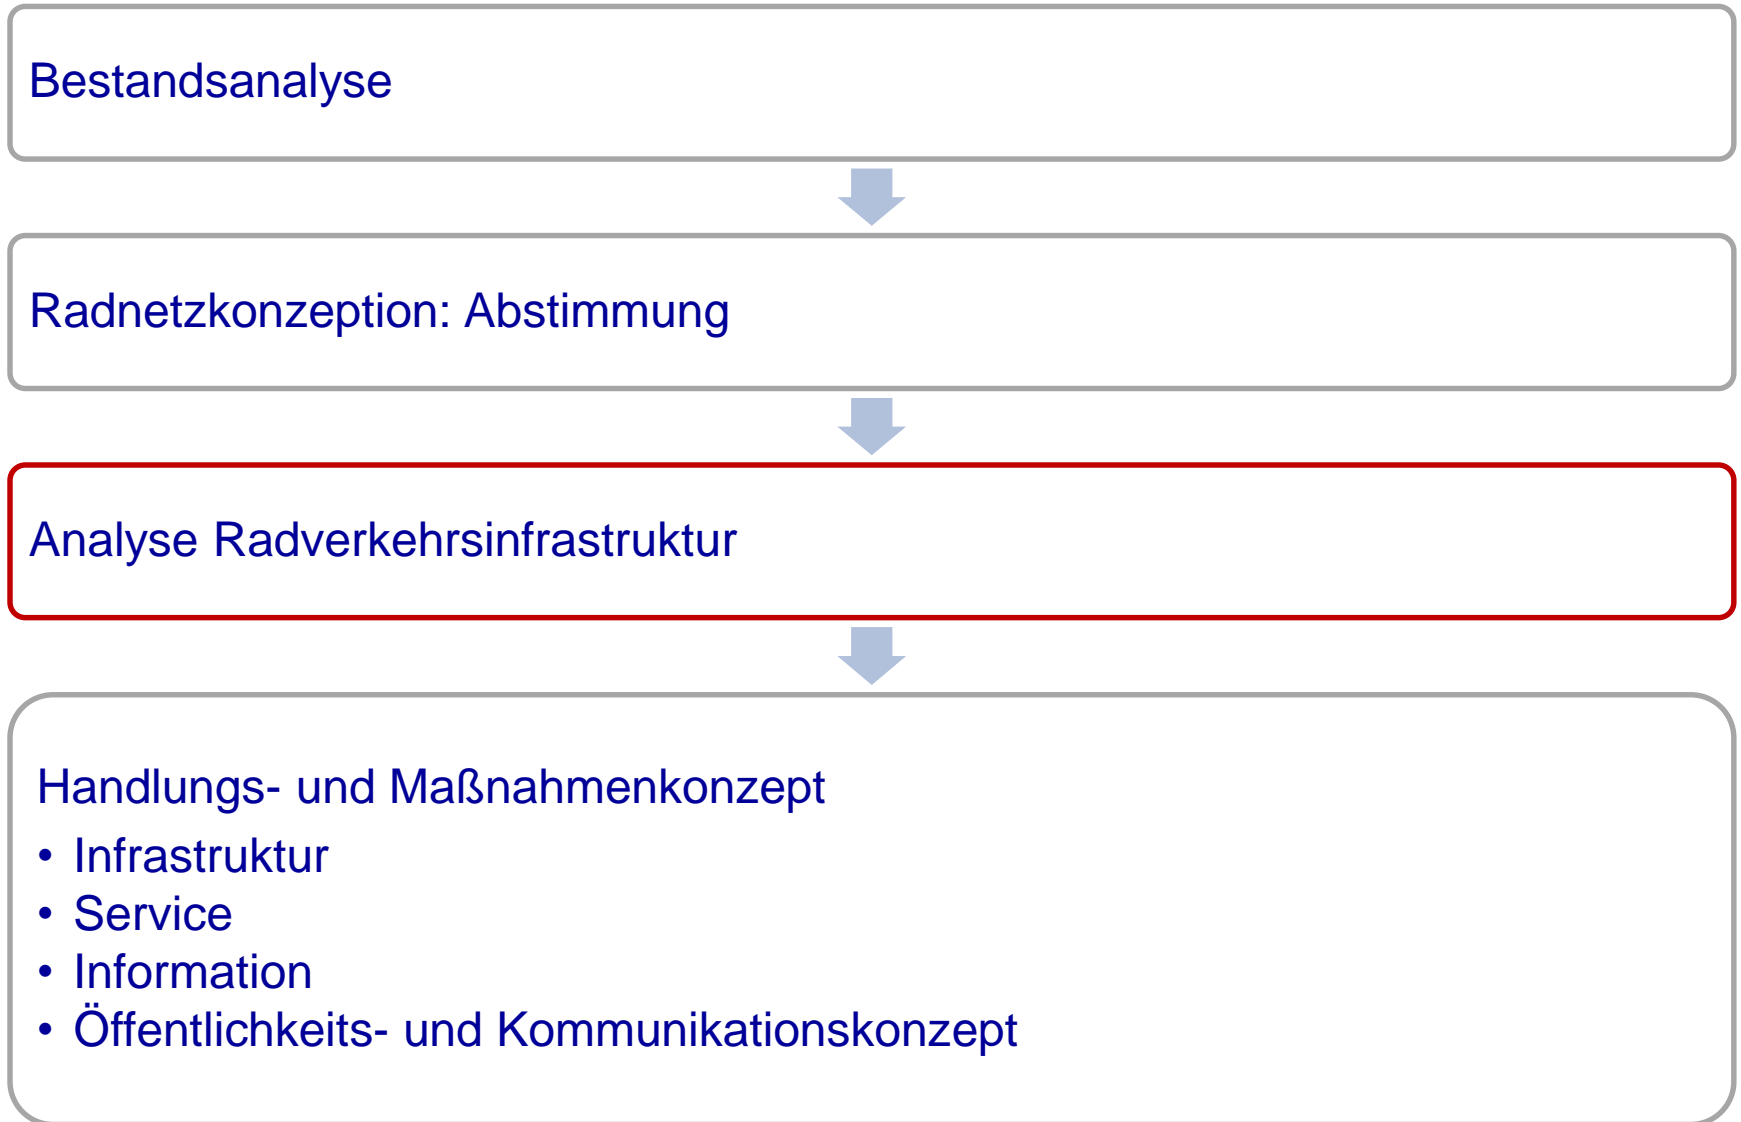 Bestandsanalyse
Radnetzkonzeption: Abstimmung
Analyse Radverkehrsinfrastruktur
Handlungs- und Maßnahmenkonzept
• Infrastruktur
• Service
• Information
• Öffentlichkeits- und Kommunikationskonzept